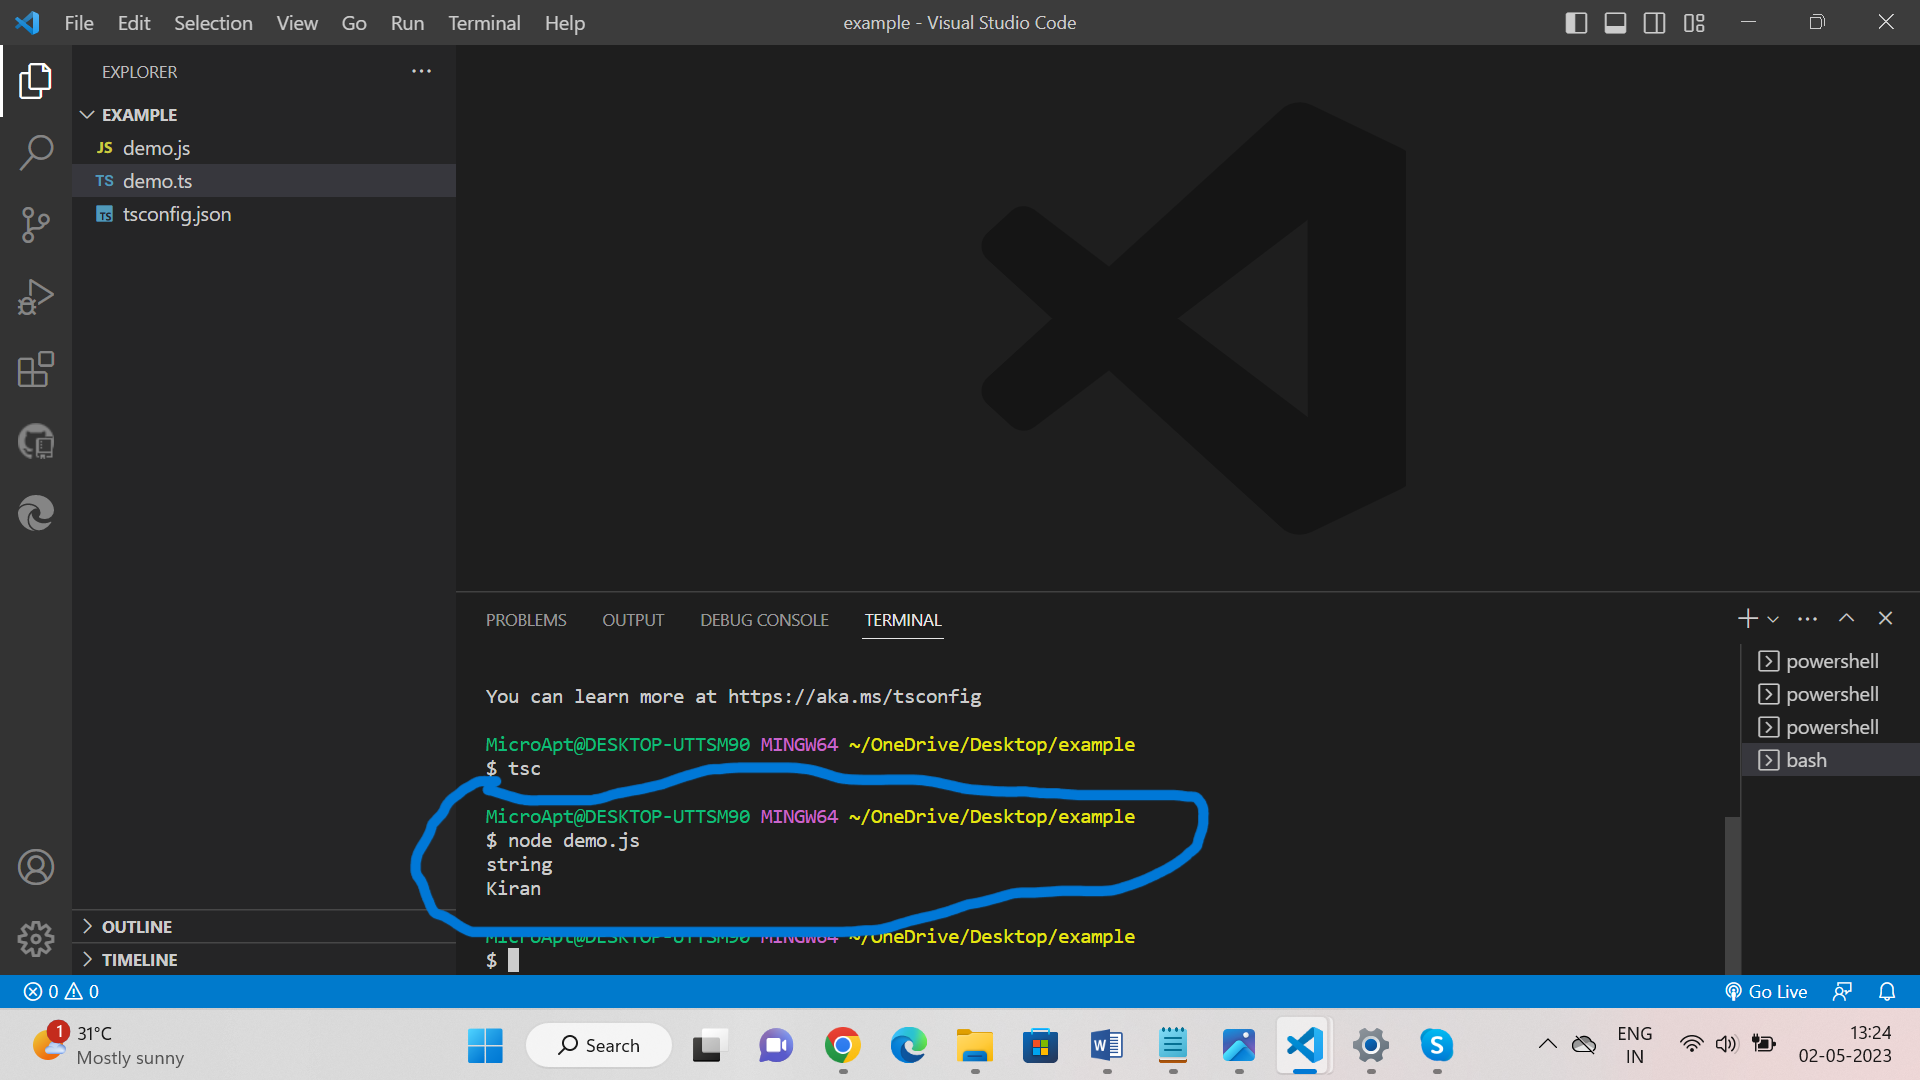 File Edit Selection View Go Run Terminal Help
example - Visual Studio Code
EXPLORER
EXAMPLE
JS demo.js
TS demo.ts
TS tsconfig.json
OUTLINE
TIMELINE
PROBLEMS OUTPUT DEBUG CONSOLE TERMINAL
You can learn more at https://aka.ms/tsconfig
MicroApt@DESKTOP-UTTSM90 MINGW64 ~/OneDrive/Desktop/example
$ tsc
MicroApt@DESKTOP-UTTSM90 MINGW64 ~/OneDrive/Desktop/example
$ node demo.js
string
Kiran
MicroApt@DESKTOP-UTTSM90 MINGW64 ~/OneDrive/Desktop/example
$
powershell
powershell
powershell
bash
0 0
Go Live
1
31°C
Mostly sunny
Search
W
S
ENG
IN
13:24
02-05-2023